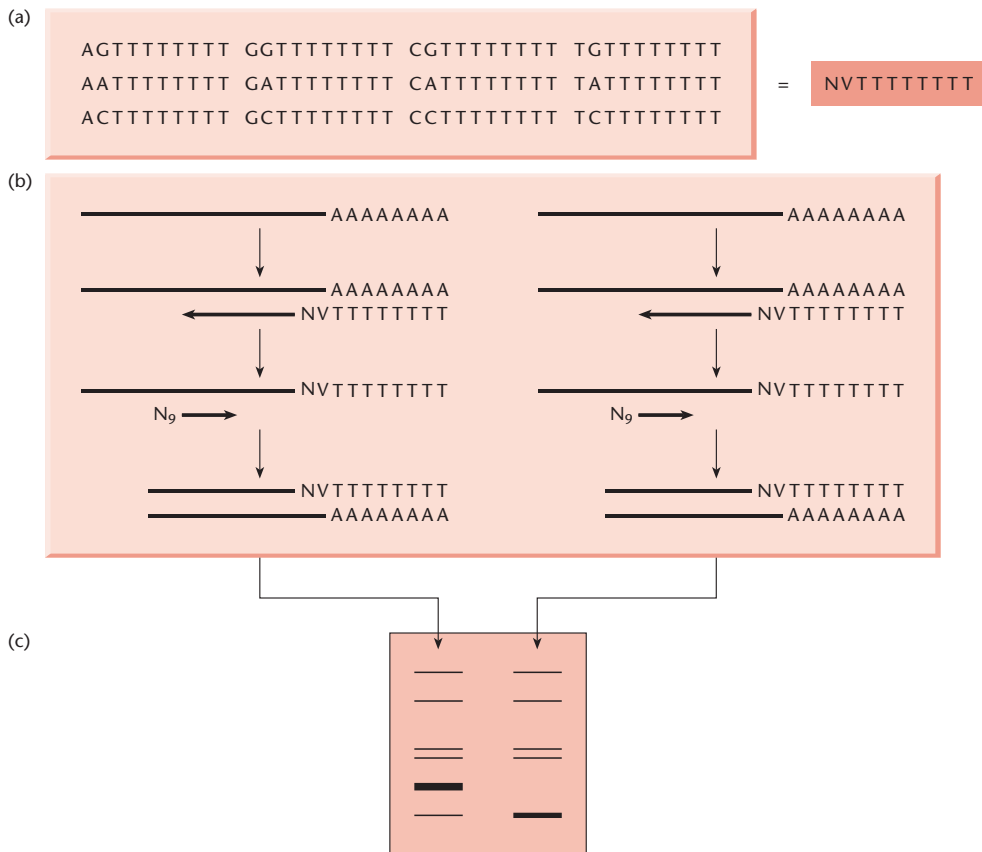 (a)
AGTTTTTTTT GGTTTTTTTT CGTTTTTTTT TGTTTTTTTT
AATTTTTTTT GATTTTTTTT CATTTTTTTT TATTTTTTTT
ACTTTTTTTT GCTTTTTTTT CCTTTTTTTT TCTTTTTTTT
= NVTTTTTTTT
(b)
AAAAAAAA AAAAAAAA
AAAAAAAA AAAAAAAA
NVTTTTTTTT NVTTTTTTTT
NVTTTTTTTT NVTTTTTTTT
N9 N9
NVTTTTTTTT NVTTTTTTTT
AAAAAAAA AAAAAAAA
(c)